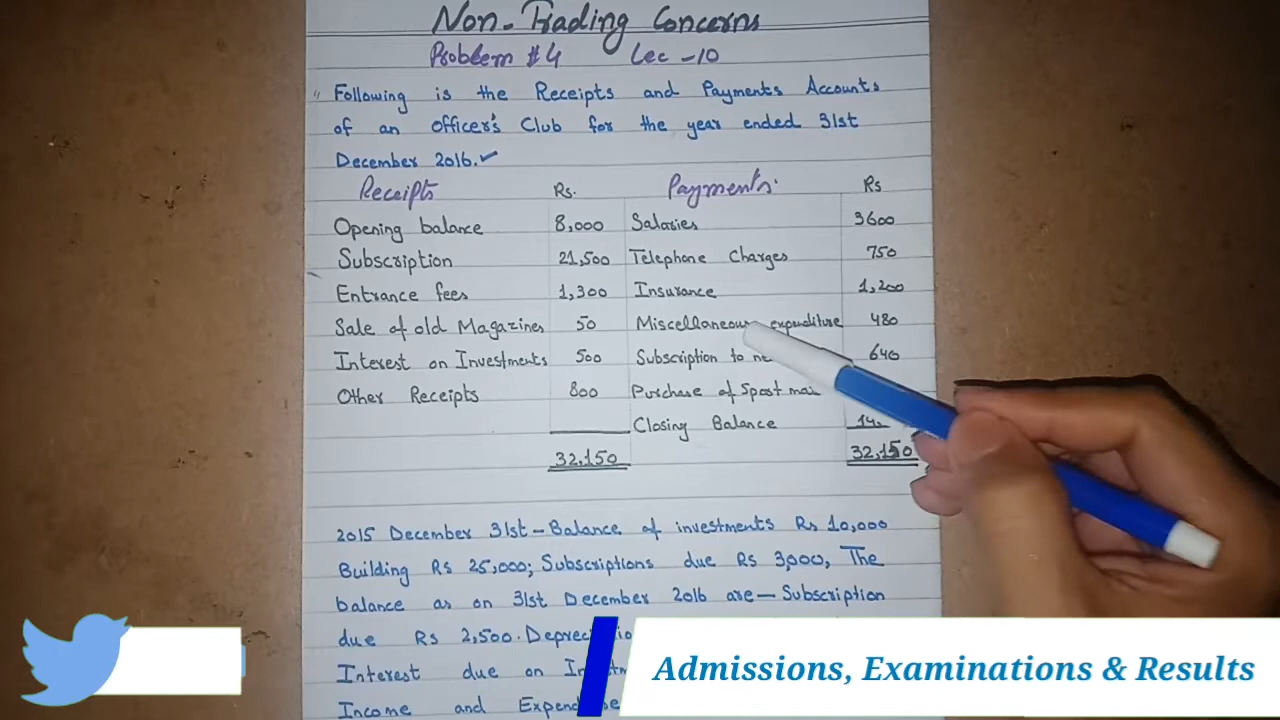 Non-Trading Concerns
Problem #4 Lec -10
" Following is the Receipts and Payments Accounts
of an officer's Club for the year ended 31st
December 2016.
Receipts Rs. Payments. Rs
Opening balance 8,000 Salaries 3600
Subscription 21,500 Telephone Charges 750
Entrance fees 1,300 Insurance 1,200
Sale of old Magazines 50 Miscellaneous expenditure 480
Interest on Investments 500 Subscription to 640
Other Receipts 800 Purchase of Sport
Closing Balance
32,150 32,150
2015 December 31st - Balance of investments Rs 10,000
Building Rs 25,000; Subscriptions due Rs 3,000, The
balance as on 31st December 2016 are - Subscription
due Rs 2,500.
Interest due on
Income and
Admissions, Examinations & Results